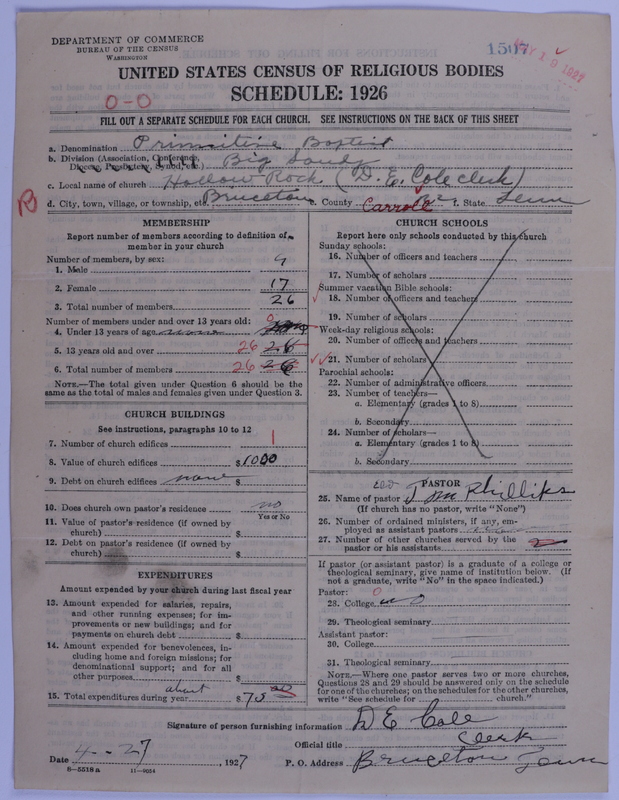 DEPARTMENT OF COMMERCE
BUREAU OF THE CENSUS
WASHINGTON
1507
MAY 19 1927
UNITED STATES CENSUS OF RELIGIOUS BODIES
SCHEDULE: 1926
0-0
FILL OUT A SEPARATE SCHEDULE FOR EACH CHURCH. SEE INSTRUCTIONS ON THE BACK OF THIS SHEET
a. Denomination Primitive Baptist
b. Division (Association, Conference, Diocese, Presbytery, Synod, etc.) Big Sandy
c. Local name of church Hollow Rock (D. E. Cole clerk)
d. City, town, village, or township, etc. Bruceton e. County Carroll f. State Tenn
MEMBERSHIP
Report number of members according to definition of member in your church
Number of members, by sex:
1. Male 9
2. Female 17
3. Total number of members 26
Number of members under and over 13 years old:
4. Under 13 years of age none 0
5. 13 years old and over 26 26
6. Total number of members 26 26
NOTE.—The total given under Question 6 should be the same as the total of males and females given under Question 3.
CHURCH BUILDINGS
See instructions, paragraphs 10 to 12
7. Number of church edifices 1
8. Value of church edifices $1000
9. Debt on church edifices none $
10. Does church own pastor's residence no
Yes or No
11. Value of pastor's residence (if owned by church) $
12. Debt on pastor's residence (if owned by church) $
EXPENDITURES
Amount expended by your church during last fiscal year
13. Amount expended for salaries, repairs, and other running expenses; for improvements or new buildings; and for payments on church debt $
14. Amount expended for benevolences, including home and foreign missions; for denominational support; and for all other purposes $
15. Total expenditures during year about $75 00
CHURCH SCHOOLS
Report here only schools conducted by this church
Sunday schools:
16. Number of officers and teachers
17. Number of scholars
Summer vacation Bible schools:
18. Number of officers and teachers
19. Number of scholars
Week-day religious schools:
20. Number of officers and teachers
21. Number of scholars
Parochial schools:
22. Number of administrative officers
23. Number of teachers—
a. Elementary (grades 1 to 8)
b. Secondary
24. Number of scholars—
a. Elementary (grades 1 to 8)
b. Secondary
PASTOR
25. Name of pastor J M Phillips
(If church has no pastor, write "None")
26. Number of ordained ministers, if any, employed as assistant pastors
27. Number of other churches served by the pastor or his assistants
If pastor (or assistant pastor) is a graduate of a college or theological seminary, give name of institution below. (If not a graduate, write "No" in the space indicated.)
Pastor:
28. College no 0
29. Theological seminary
Assistant pastor:
30. College
31. Theological seminary
NOTE.—Where one pastor serves two or more churches, Questions 28 and 29 should be answered only on the schedule for one of the churches; on the schedules for the other churches, write "See schedule for church."
Signature of person furnishing information D E Cole
Official title clerk
Date 4-27, 1927 P. O. Address Bruceton Tenn
8-5518 a 11-9054